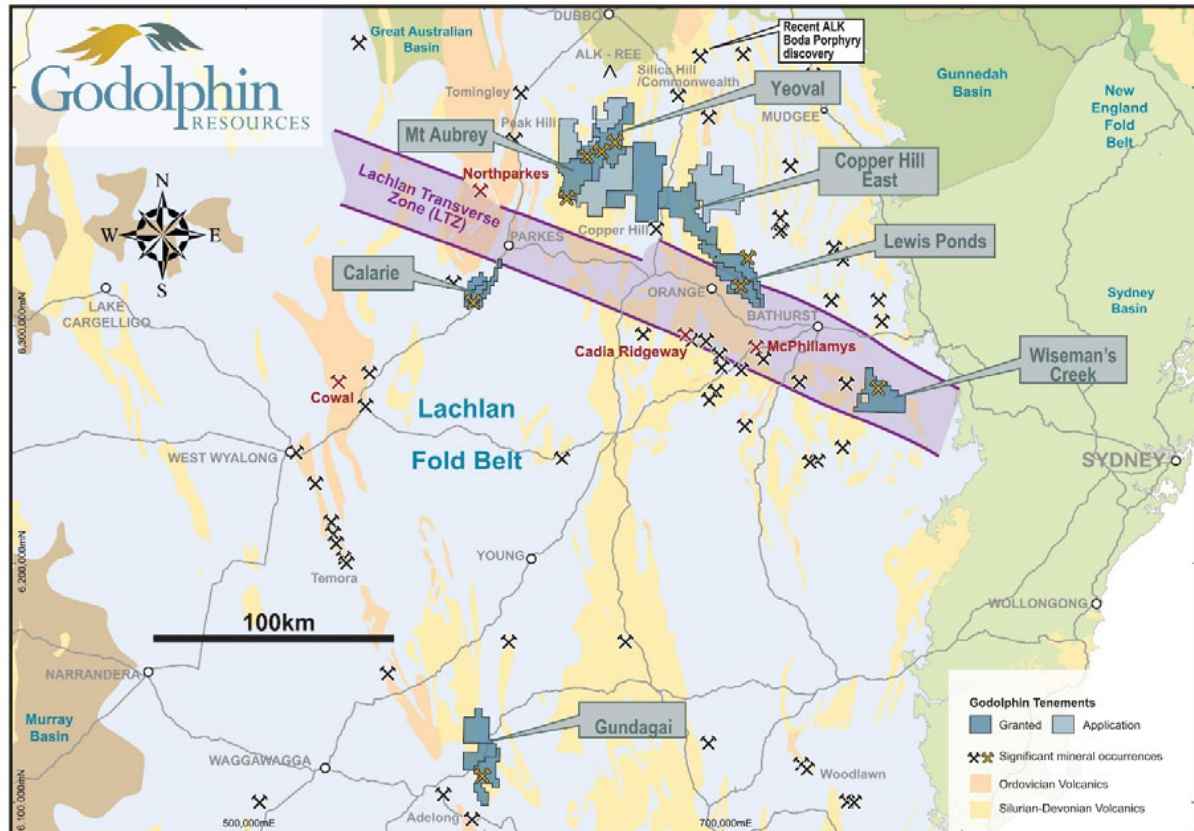 Godolphin
RESOURCES
Great Australian
Basin
DUBBO
ALK - REE
Recent ALK
Boda Porphyry
discovery
Silica Hill
/Commonwealth
Tomingley
Peak Hill
Yeoval
MUDGEE
Gunnedah
Basin
New
England
Fold
Belt
Mt Aubrey
Copper Hill
East
Northparkes
Lachlan Transverse
Zone (LTZ)
N
W
E
S
PARKES
Copper Hill
Lewis Ponds
Calarie
LAKE
CARGELLIGO
ORANGE
BATHURST
Sydney
Basin
6,300,000mN
Cadia Ridgeway
McPhillamys
Wiseman's
Creek
Cowal
Lachlan
Fold Belt
WEST WYALONG
SYDNEY
YOUNG
6,200,000mN
Temora
WOLLONGONG
100km
NARRANDERA
Murray
Basin
Gundagai
WAGGAWAGGA
Woodlawn
Adelong
6,100,000mN
500,000mE
700,000mE
Godolphin Tenements
Granted
Application
Significant mineral occurrences
Ordovician Volcanics
Silurian-Devonian Volcanics